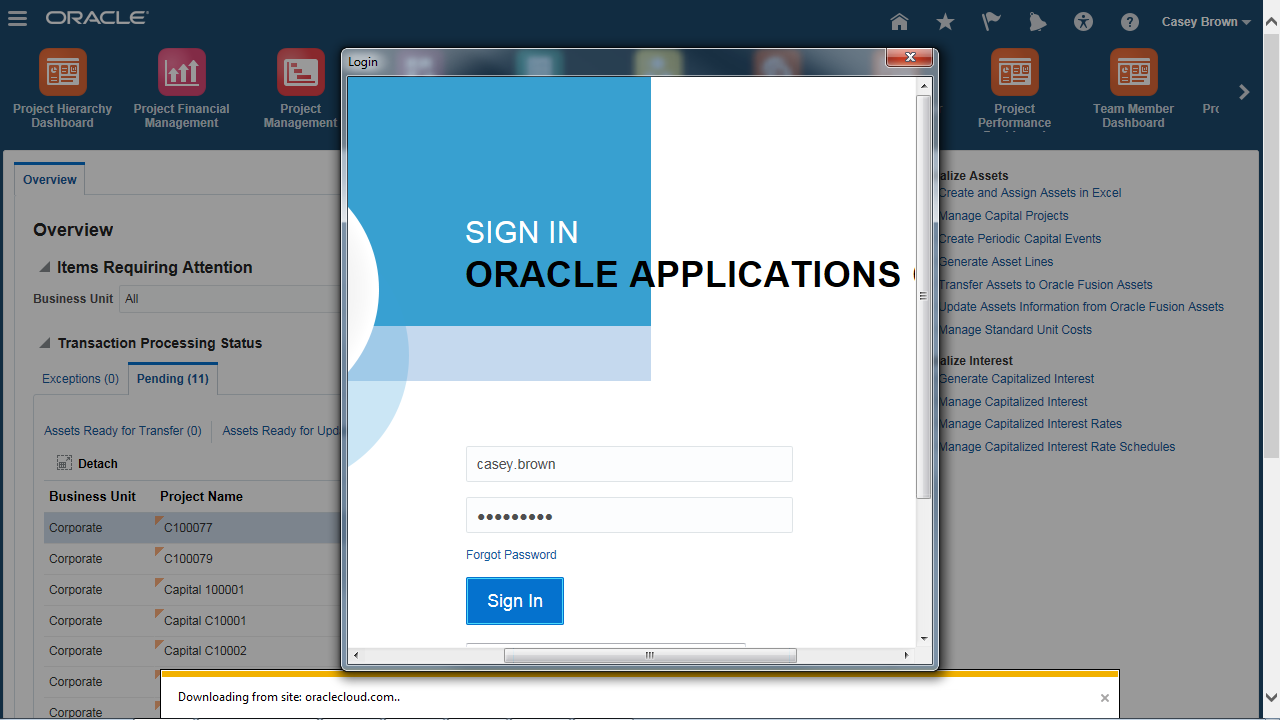 ORACLE
Casey Brown
Project Hierarchy
Dashboard
Project Financial
Management
Project
Management
Project
Performance
Team Member
Dashboard
Login
SIGN IN
ORACLE APPLICATIONS
casey.brown
●●●●●●●●●
Forgot Password
Sign In
Overview
Overview
Items Requiring Attention
Business Unit All
Transaction Processing Status
Exceptions (0) Pending (11)
Assets Ready for Transfer (0) Assets Ready for
Detach
Business Unit Project Name
Corporate C100077
Corporate C100079
Corporate Capital 100001
Corporate Capital C10001
Corporate Capital C10002
Corporate
Corporate
alize Assets
Create and Assign Assets in Excel
Manage Capital Projects
Create Periodic Capital Events
Generate Asset Lines
Transfer Assets to Oracle Fusion Assets
Update Assets Information from Oracle Fusion Assets
Manage Standard Unit Costs
alize Interest
Generate Capitalized Interest
Manage Capitalized Interest
Manage Capitalized Interest Rates
Manage Capitalized Interest Rate Schedules
Downloading from site: oraclecloud.com..